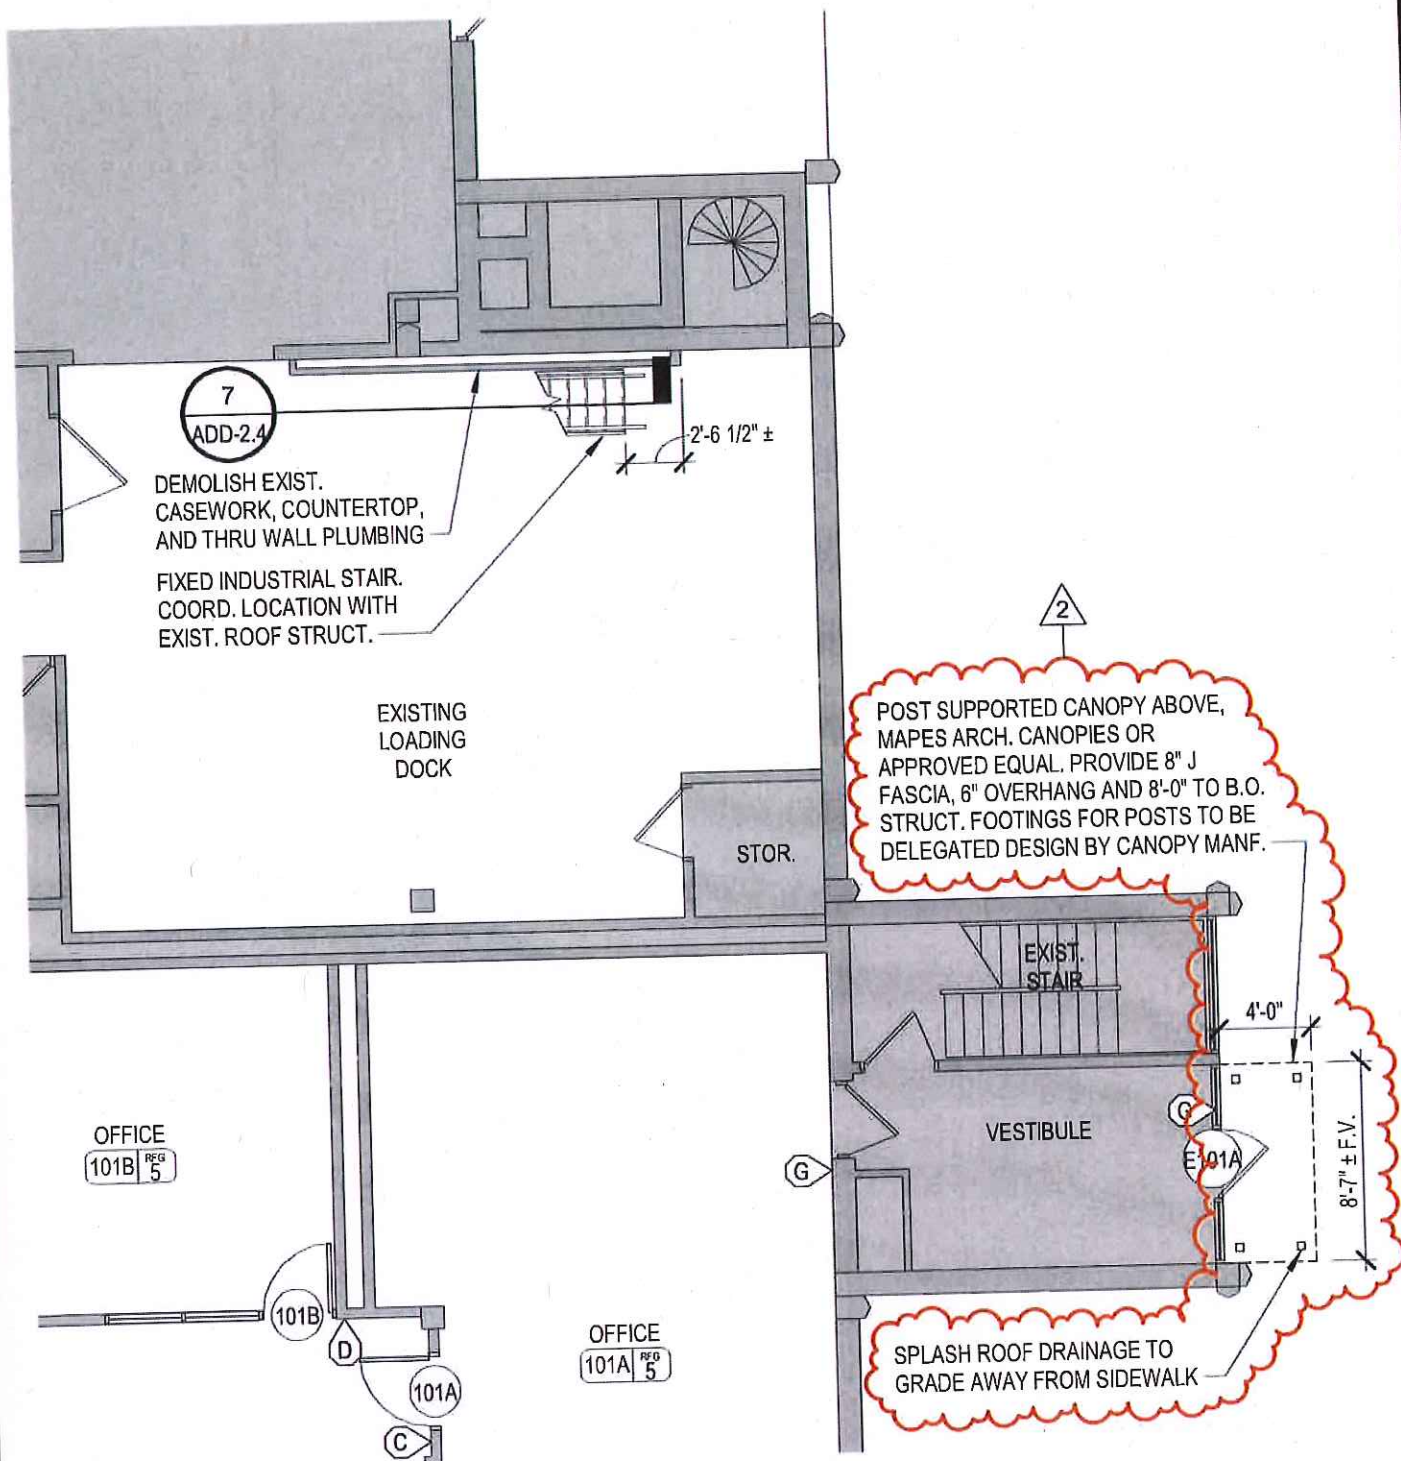 7
ADD-2.4
2'-6 1/2" ±
DEMOLISH EXIST.
CASEWORK, COUNTERTOP,
AND THRU WALL PLUMBING
FIXED INDUSTRIAL STAIR.
COORD. LOCATION WITH
EXIST. ROOF STRUCT.
2
EXISTING
LOADING
DOCK
POST SUPPORTED CANOPY ABOVE,
MAPES ARCH. CANOPIES OR
APPROVED EQUAL. PROVIDE 8" J
FASCIA, 6" OVERHANG AND 8'-0" TO B.O.
STRUCT. FOOTINGS FOR POSTS TO BE
DELEGATED DESIGN BY CANOPY MANF.
STOR.
EXIST.
STAIR
4'-0"
VESTIBULE
G
E101A
8'-7" ± F.V.
G
OFFICE
101B RFG 5
101B
D
OFFICE
101A RFG 5
101A
C
SPLASH ROOF DRAINAGE TO
GRADE AWAY FROM SIDEWALK